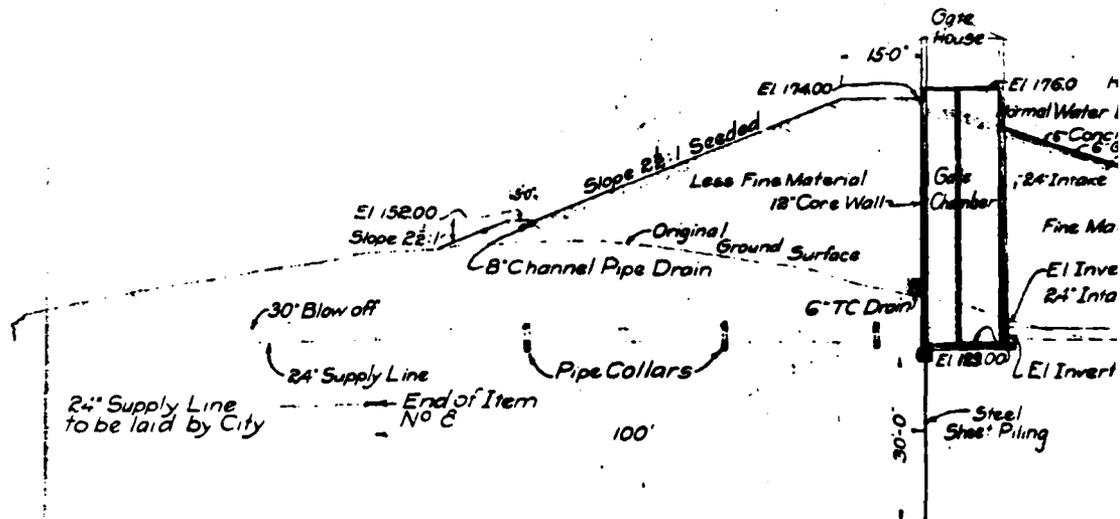 Gate
House
15'-0"
El 174.00
El 176.0
Normal Water
Slope 2½:1 Seeded
Less Fine Material
Gate
Chamber
12" Core Wall
24" Intake
El 152.00
Slope 2½:1
Original
Ground Surface
Fine Ma
8" Channel Pipe Drain
El Inve
24" Inta
6" TC Drain
30" Blow off
24" Supply Line
Pipe Collars
El Invert
24" Supply Line
to be laid by City
End of Item
No 8
100'
30'-0"
Steel
Sheet Piling